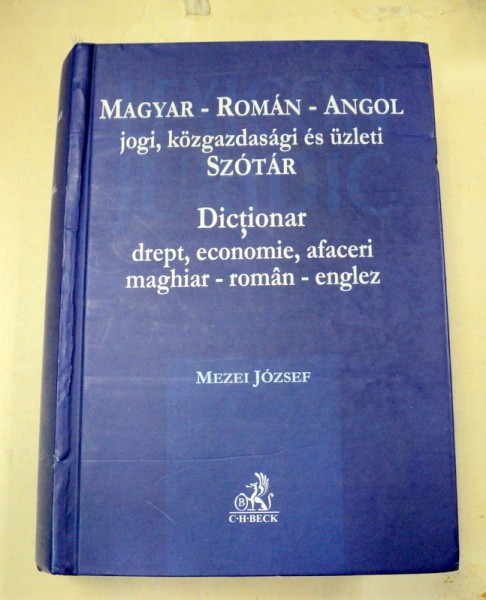 MAGYAR - ROMÁN - ANGOL
jogi, közgazdasági és üzleti
SZÓTÁR
Dicționar
drept, economie, afaceri
maghiar - român - englez
MEZEI JÓZSEF
B
C·H·BECK